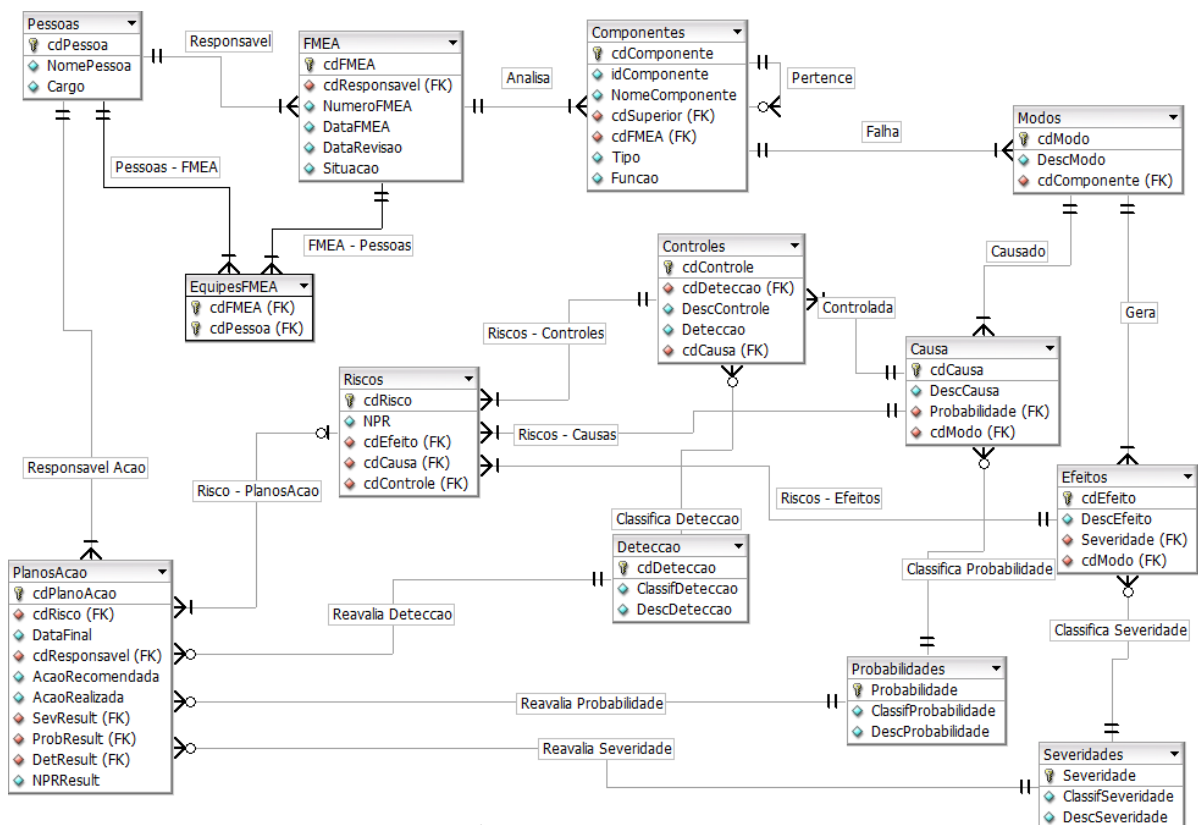 Pessoas
cdPessoa
NomePessoa
Cargo
Responsavel
FMEA
cdFMEA
cdResponsavel (FK)
NumeroFMEA
DataFMEA
DataRevisao
Situacao
Analisa
Componentes
cdComponente
idComponente
NomeComponente
cdSuperior (FK)
cdFMEA (FK)
Tipo
Funcao
Pertence
Falha
Modos
cdModo
DescModo
cdComponente (FK)
Pessoas - FMEA
FMEA - Pessoas
EquipesFMEA
cdFMEA (FK)
cdPessoa (FK)
Controles
cdControle
cdDeteccao (FK)
DescControle
Deteccao
cdCausa (FK)
Controlada
Causado
Gera
Riscos - Controles
Causa
cdCausa
DescCausa
Probabilidade (FK)
cdModo (FK)
Riscos
cdRisco
NPR
cdEfeito (FK)
cdCausa (FK)
cdControle (FK)
Riscos - Causas
Responsavel Acao
Risco - PlanosAcao
Riscos - Efeitos
Efeitos
cdEfeito
DescEfeito
Severidade (FK)
cdModo (FK)
Classifica Deteccao
Deteccao
cdDeteccao
ClassifDeteccao
DescDeteccao
Classifica Probabilidade
PlanosAcao
cdPlanoAcao
cdRisco (FK)
DataFinal
cdResponsavel (FK)
AcaoRecomendada
AcaoRealizada
SevResult (FK)
ProbResult (FK)
DetResult (FK)
NPRResult
Reavalia Deteccao
Classifica Severidade
Probabilidades
Probabilidade
ClassifProbabilidade
DescProbabilidade
Reavalia Probabilidade
Reavalia Severidade
Severidades
Severidade
ClassifSeveridade
DescSeveridade